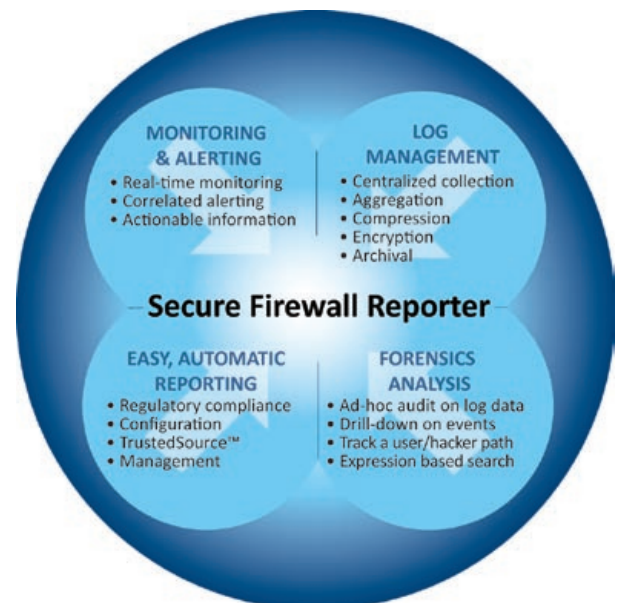 MONITORING
& ALERTING
• Real-time monitoring
• Correlated alerting
• Actionable information
LOG
MANAGEMENT
• Centralized collection
• Aggregation
• Compression
• Encryption
• Archival
Secure Firewall Reporter
EASY, AUTOMATIC
REPORTING
• Regulatory compliance
• Configuration
• TrustedSource™
• Management
FORENSICS
ANALYSIS
• Ad-hoc audit on log data
• Drill-down on events
• Track a user/hacker path
• Expression based search